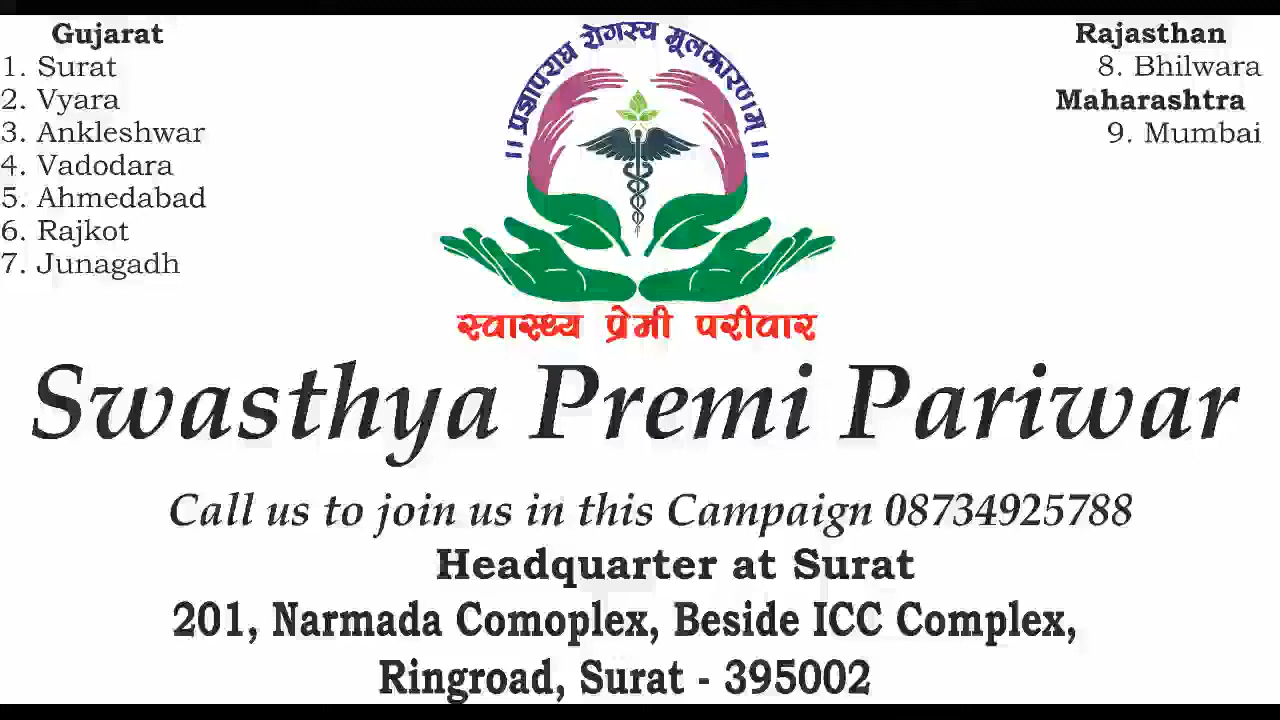 Gujarat
1. Surat
2. Vyara
3. Ankleshwar
4. Vadodara
5. Ahmedabad
6. Rajkot
7. Junagadh
।। प्रज्ञापराध रोगस्य मूलकारणम् ।।
Rajasthan
8. Bhilwara
Maharashtra
9. Mumbai
स्वास्थ्य प्रेमी परीवार
Swasthya Premi Pariwar
Call us to join us in this Campaign 08734925788
Headquarter at Surat
201, Narmada Comoplex, Beside ICC Complex,
Ringroad, Surat - 395002